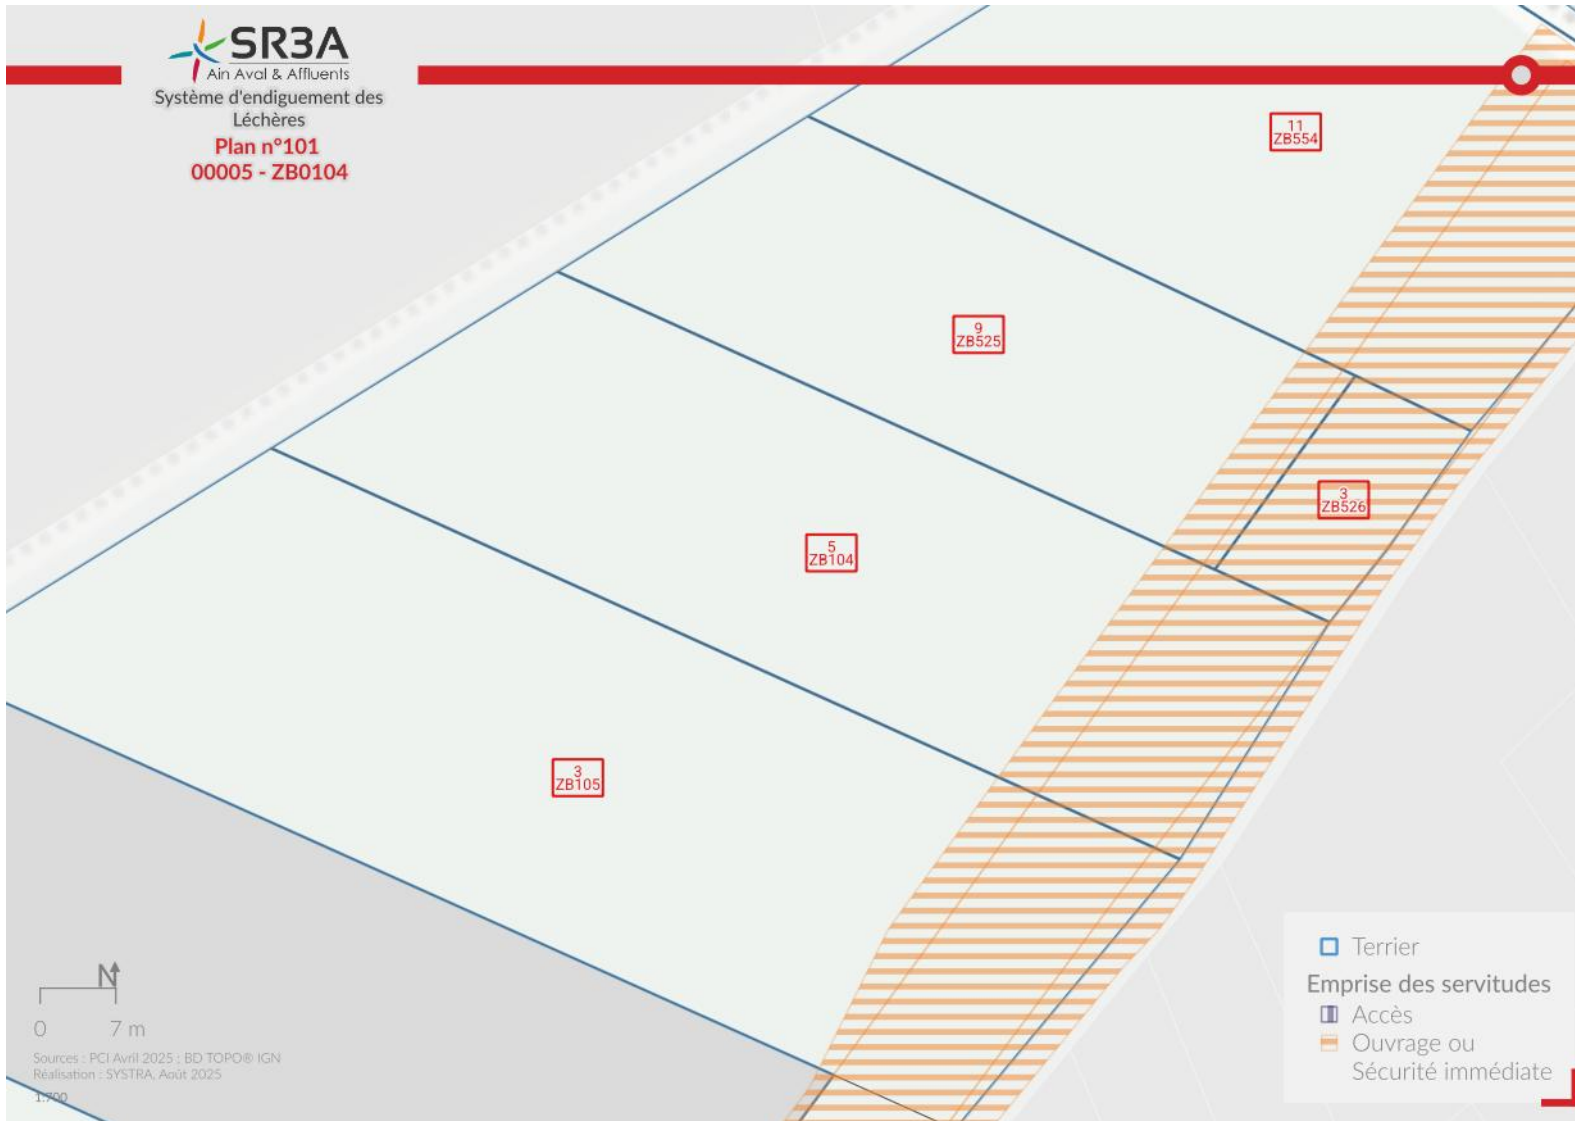 SR3A
Ain Aval & Affluents
Système d'endiguement des
Léchères
Plan n°101
00005 - ZB0104
11
ZB554
9
ZB525
3
ZB526
5
ZB104
3
ZB105
N
0 7 m
Sources : PCI Avril 2025 ; BD TOPO® IGN
Réalisation : SYSTRA, Août 2025
1:700
Terrier
Emprise des servitudes
Accès
Ouvrage ou
Sécurité immédiate